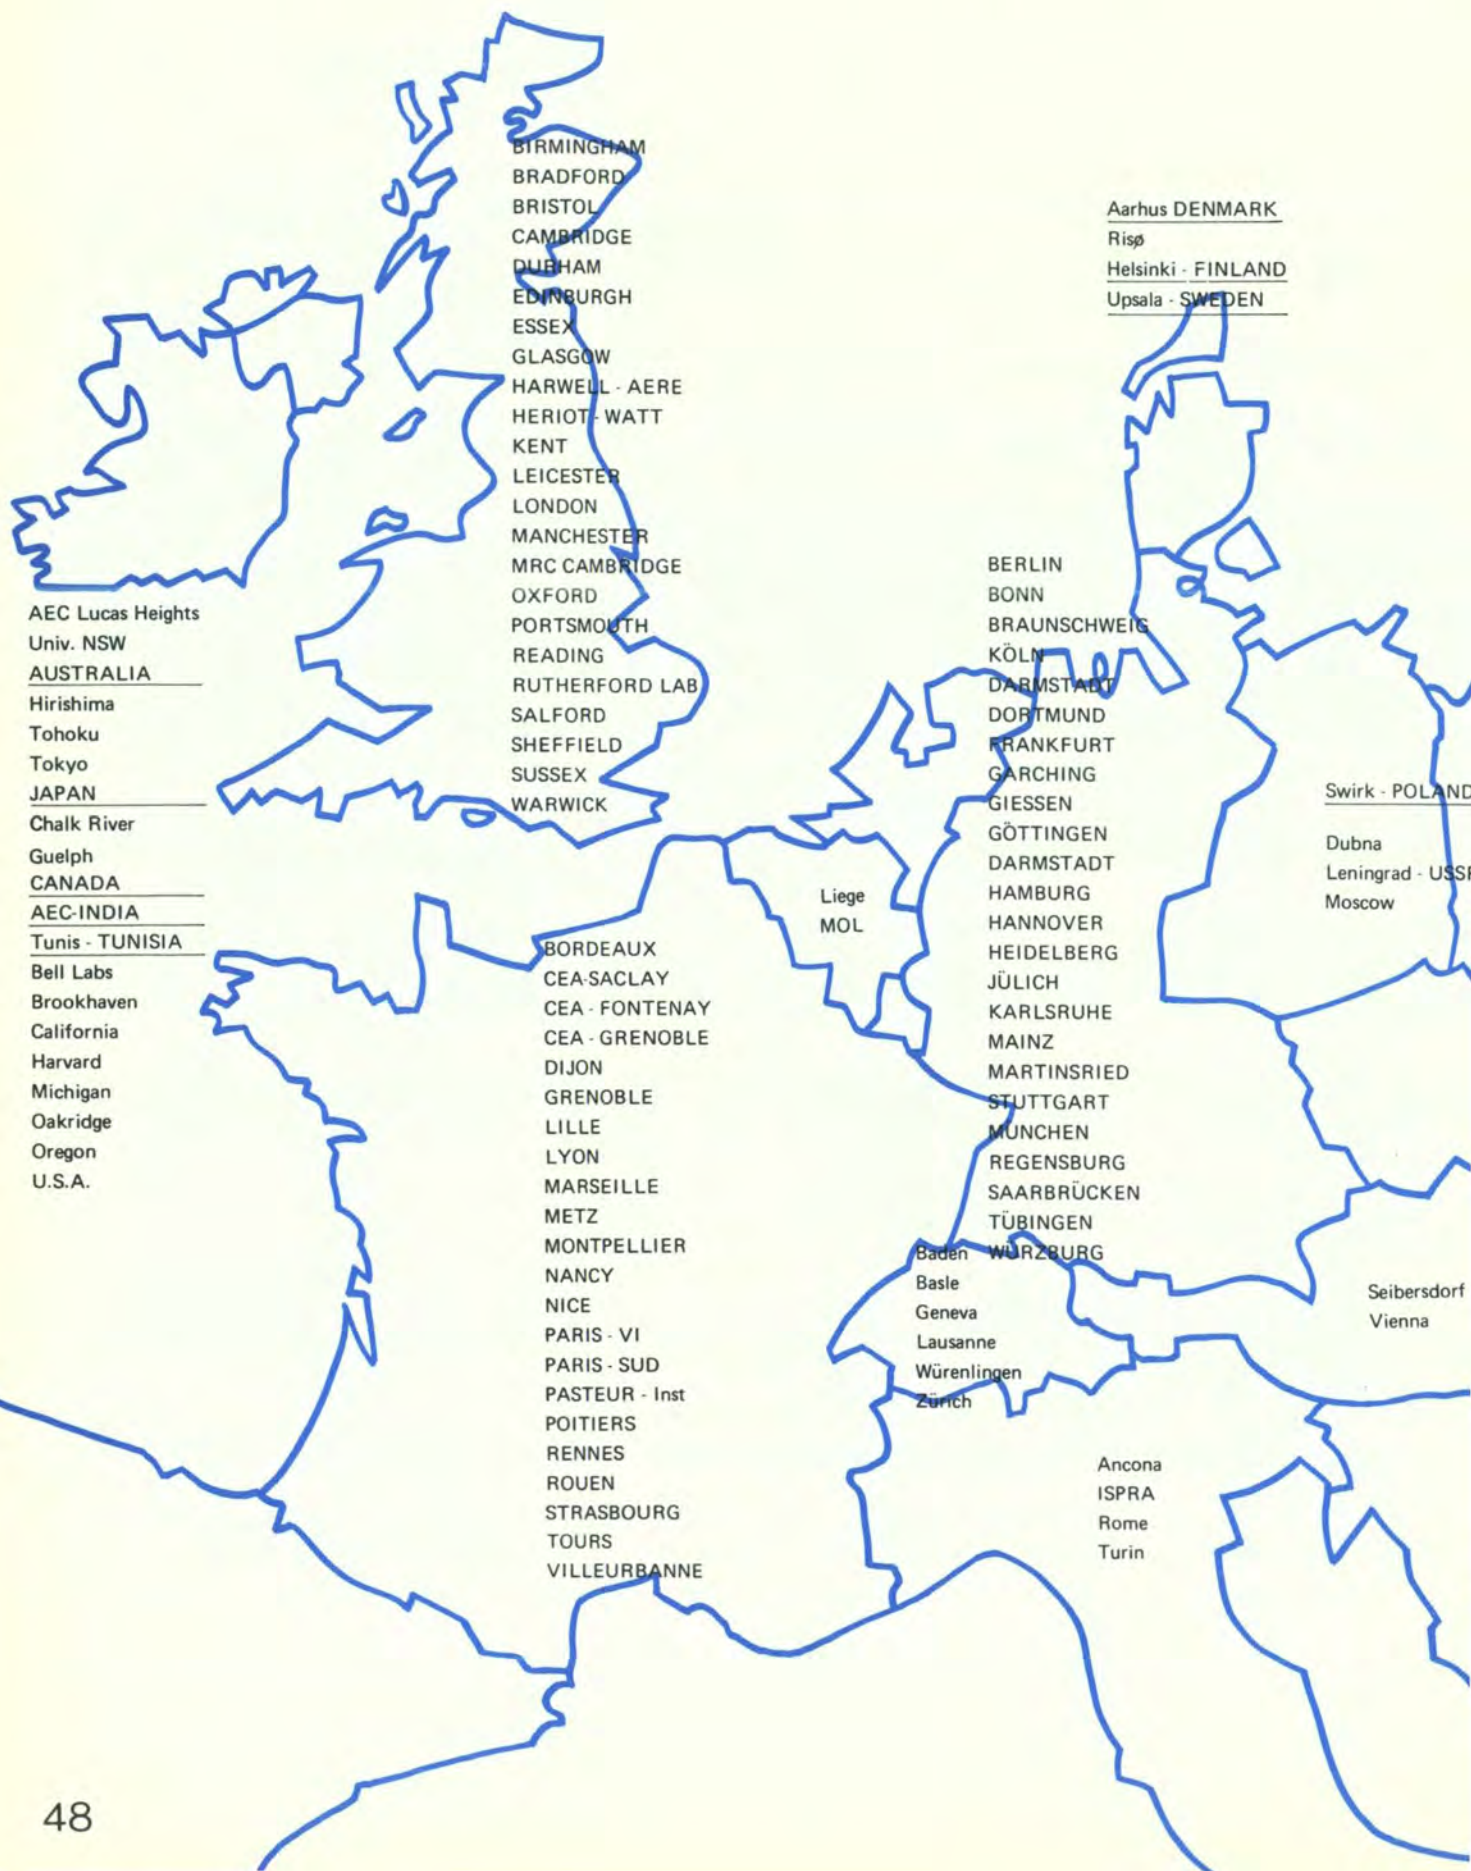 BIRMINGHAM
BRADFORD
BRISTOL
CAMBRIDGE
DURHAM
EDINBURGH
ESSEX
GLASGOW
HARWELL - AERE
HERIOT - WATT
KENT
LEICESTER
LONDON
MANCHESTER
MRC CAMBRIDGE
OXFORD
PORTSMOUTH
READING
RUTHERFORD LAB
SALFORD
SHEFFIELD
SUSSEX
WARWICK
Aarhus DENMARK
Risø
Helsinki - FINLAND
Upsala - SWEDEN
AEC Lucas Heights
Univ. NSW
AUSTRALIA
Hirishima
Tohoku
Tokyo
JAPAN
Chalk River
Guelph
CANADA
AEC-INDIA
Tunis - TUNISIA
Bell Labs
Brookhaven
California
Harvard
Michigan
Oakridge
Oregon
U.S.A.
BORDEAUX
CEA-SACLAY
CEA - FONTENAY
CEA - GRENOBLE
DIJON
GRENOBLE
LILLE
LYON
MARSEILLE
METZ
MONTPELLIER
NANCY
NICE
PARIS - VI
PARIS - SUD
PASTEUR - Inst
POITIERS
RENNES
ROUEN
STRASBOURG
TOURS
VILLEURBANNE
Liege
MOL
BERLIN
BONN
BRAUNSCHWEIG
KÖLN
DARMSTADT
DORTMUND
FRANKFURT
GARCHING
GIESSEN
GÖTTINGEN
DARMSTADT
HAMBURG
HANNOVER
HEIDELBERG
JÜLICH
KARLSRUHE
MAINZ
MARTINSRIED
STUTTGART
MÜNCHEN
REGENSBURG
SAARBRÜCKEN
TÜBINGEN
WÜRZBURG
Baden
Basle
Geneva
Lausanne
Würenlingen
Zürich
Swirk - POLAND
Dubna
Leningrad - USS
Moscow
Seibersdorf
Vienna
Ancona
ISPRA
Rome
Turin
48